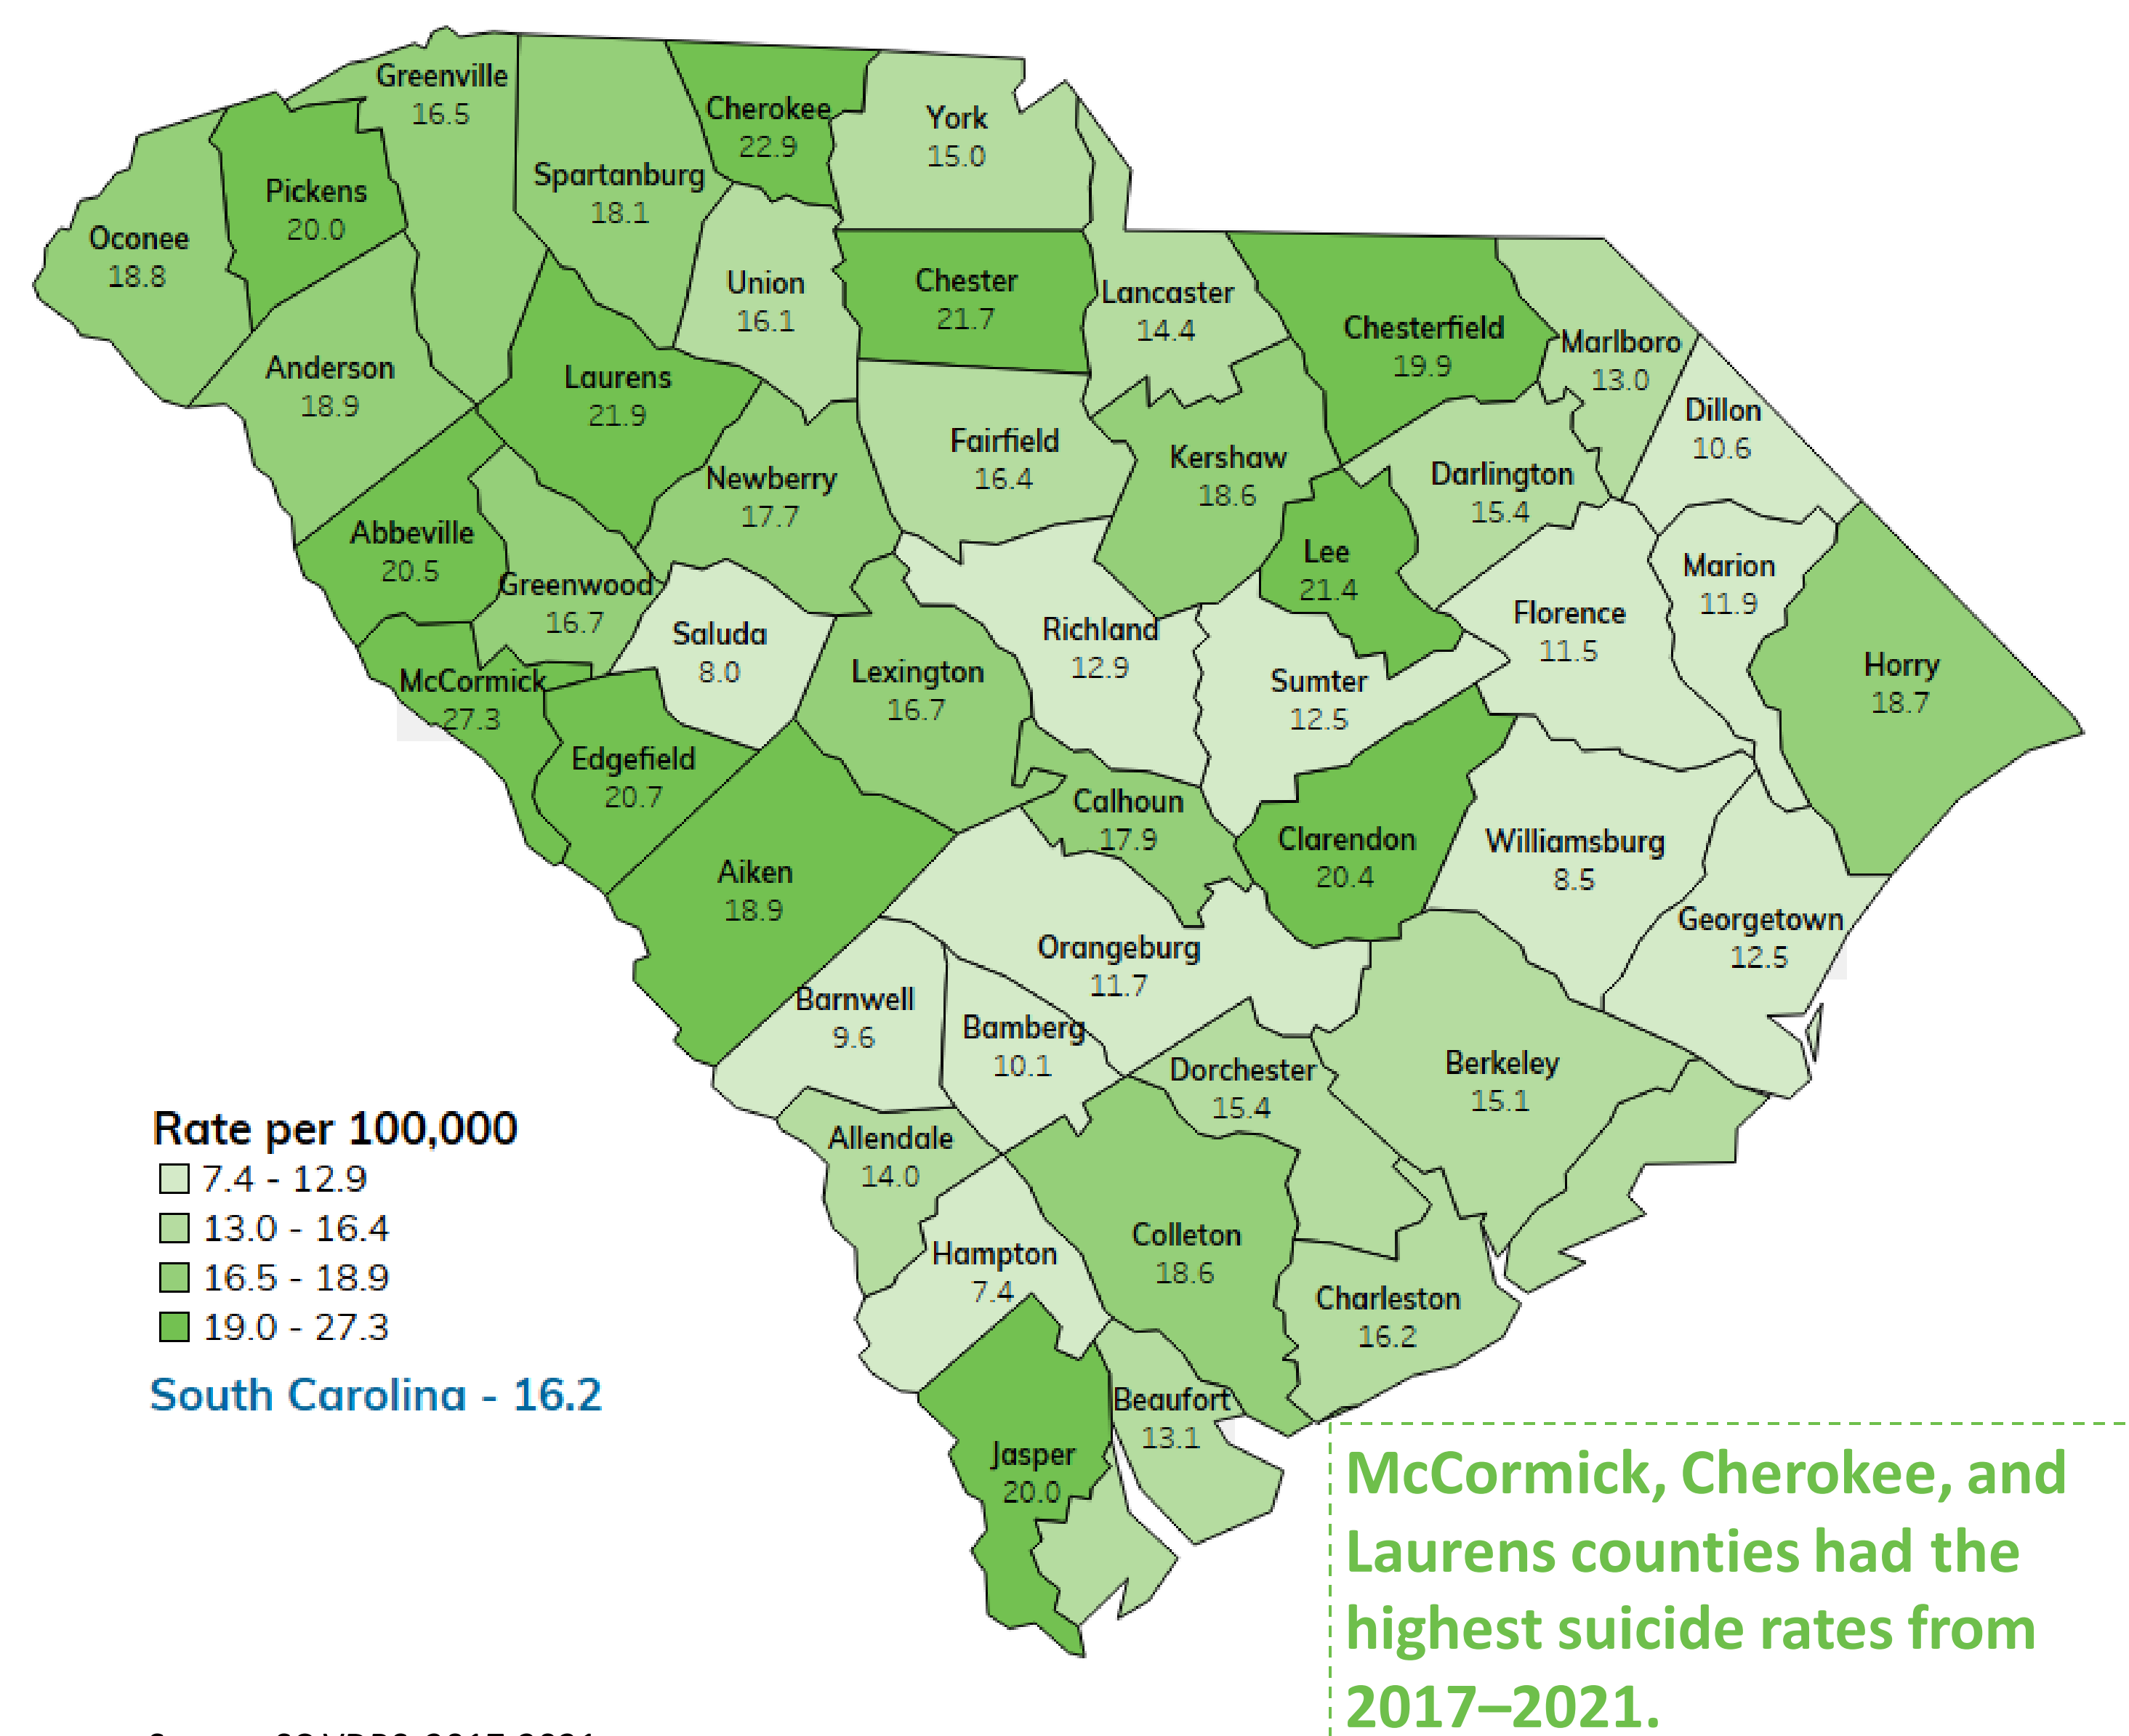 Greenville
16.5
Cherokee
22.9
York
15.0
Spartanburg
18.1
Pickens
20.0
Oconee
18.8
Union
16.1
Chester
21.7
Lancaster
14.4
Chesterfield
19.9
Marlboro
13.0
Anderson
18.9
Laurens
21.9
Dillon
10.6
Fairfield
16.4
Kershaw
18.6
Darlington
15.4
Newberry
17.7
Abbeville
20.5
Lee
21.4
Marion
11.9
Greenwood
16.7
Florence
11.5
Saluda
8.0
Richland
12.9
Horry
18.7
Lexington
16.7
McCormick
27.3
Sumter
12.5
Edgefield
20.7
Calhoun
17.9
Clarendon
20.4
Williamsburg
8.5
Aiken
18.9
Georgetown
12.5
Orangeburg
11.7
Barnwell
9.6
Bamberg
10.1
Dorchester
15.4
Berkeley
15.1
Allendale
14.0
Colleton
18.6
Hampton
7.4
Charleston
16.2
Beaufort
13.1
Jasper
20.0
Rate per 100,000
7.4 - 12.9
13.0 - 16.4
16.5 - 18.9
19.0 - 27.3
South Carolina - 16.2
McCormick, Cherokee, and
Laurens counties had the
highest suicide rates from
2017–2021.